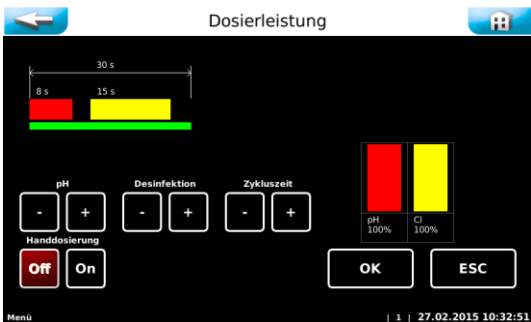 Dosierleistung
30 s
8 s 15 s
pH Desinfektion Zykluszeit
- + - + - +
pH Cl
100% 100%
Handdosierung
Off On OK ESC
Menü | 1 | 27.02.2015 10:32:51